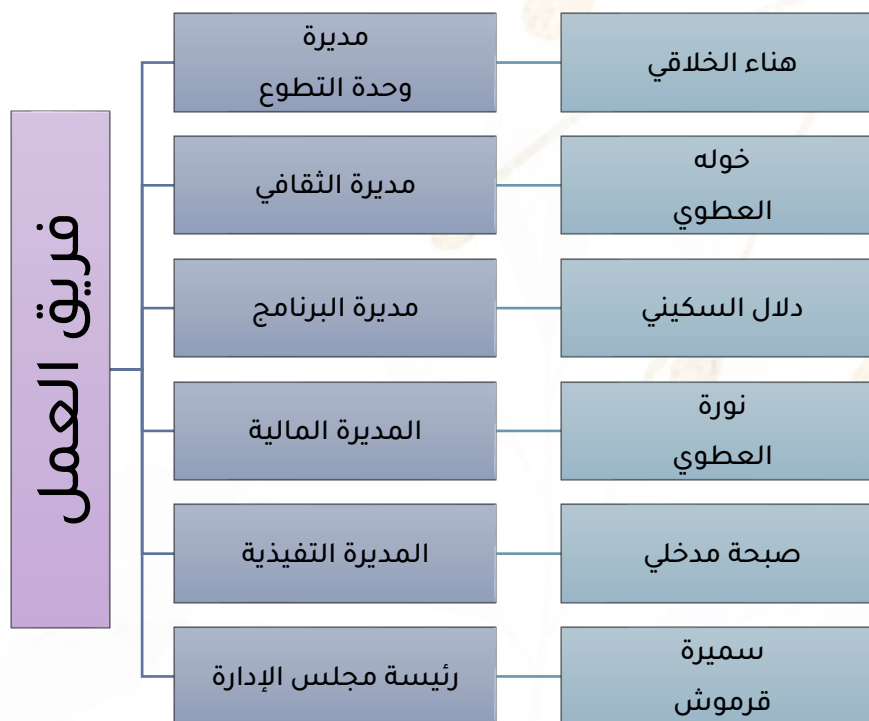 فريق العمل
مديرة
وحدة التطوع
هناء الخلاقي
مديرة الثقافي
خوله
العطوي
مديرة البرنامج
دلال السكيني
المديرة المالية
نورة
العطوي
المديرة التفيذية
صبحة مدخلي
رئيسة مجلس الإدارة
سميرة
قرموش